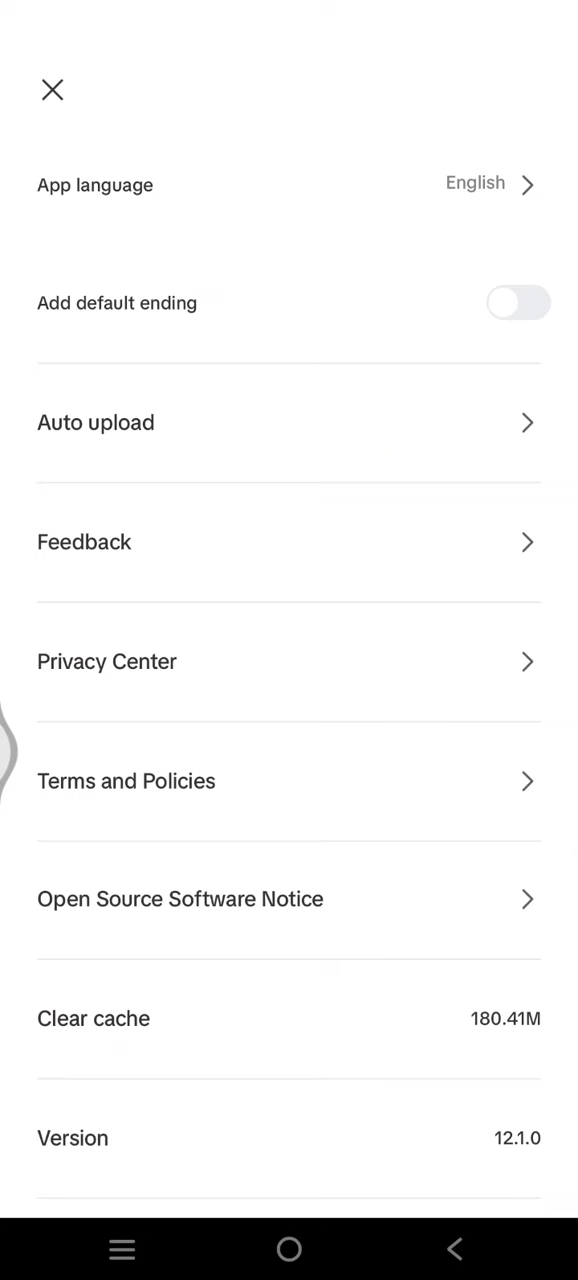 App language English
Add default ending
Auto upload
Feedback
Privacy Center
Terms and Policies
Open Source Software Notice
Clear cache 180.41M
Version 12.1.0